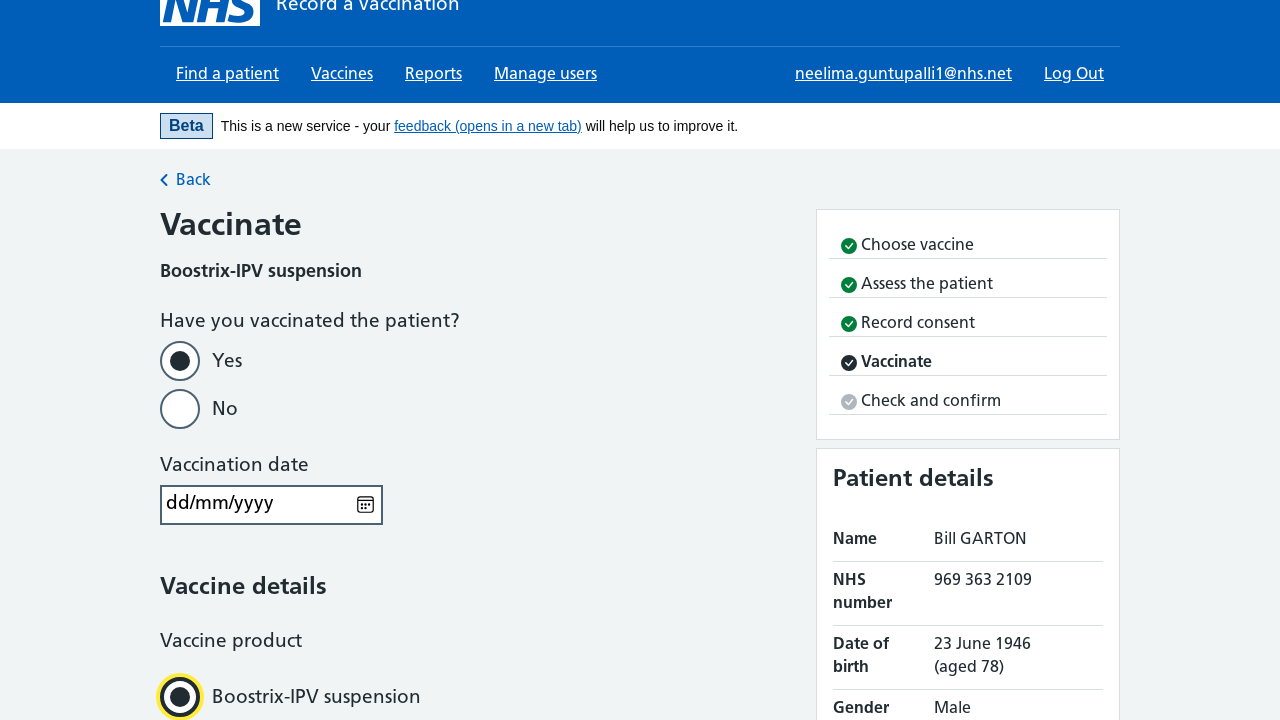 NHS Record a vaccination
Find a patient Vaccines Reports Manage users neelima.guntupalli1@nhs.net Log Out
Beta This is a new service - your feedback (opens in a new tab) will help us to improve it.
Back
Vaccinate
Boostrix-IPV suspension
Have you vaccinated the patient?
Yes
No
Vaccination date
dd/mm/yyyy
Vaccine details
Vaccine product
Boostrix-IPV suspension
Choose vaccine
Assess the patient
Record consent
Vaccinate
Check and confirm
Patient details
Name Bill GARTON
NHS number 969 363 2109
Date of birth 23 June 1946 (aged 78)
Gender Male